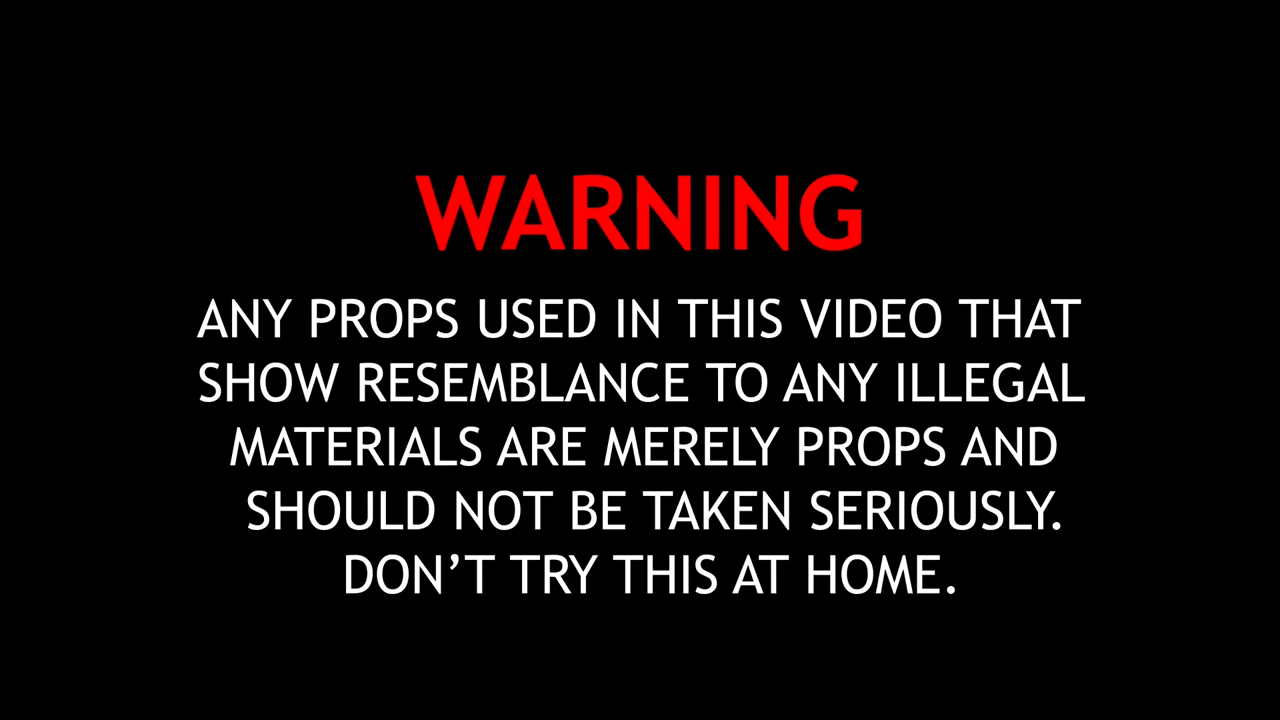 WARNING
ANY PROPS USED IN THIS VIDEO THAT
SHOW RESEMBLANCE TO ANY ILLEGAL
MATERIALS ARE MERELY PROPS AND
SHOULD NOT BE TAKEN SERIOUSLY.
DON’T TRY THIS AT HOME.